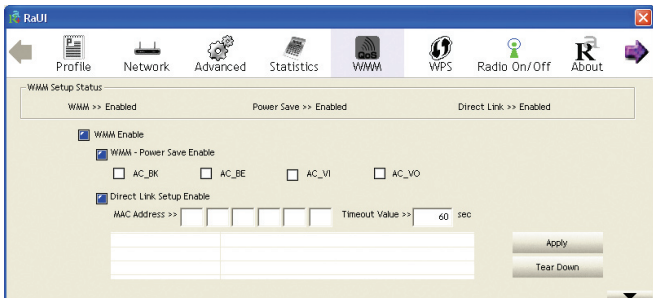 RaUI
Profile Network Advanced Statistics QoS WMM WPS Radio On/Off Ra About
WMM Setup Status
WMM >> Enabled Power Save >> Enabled Direct Link >> Enabled
WMM Enable
WMM - Power Save Enable
AC_BK AC_BE AC_VI AC_VO
Direct Link Setup Enable
MAC Address >> Timeout Value >> 60 sec
Apply
Tear Down